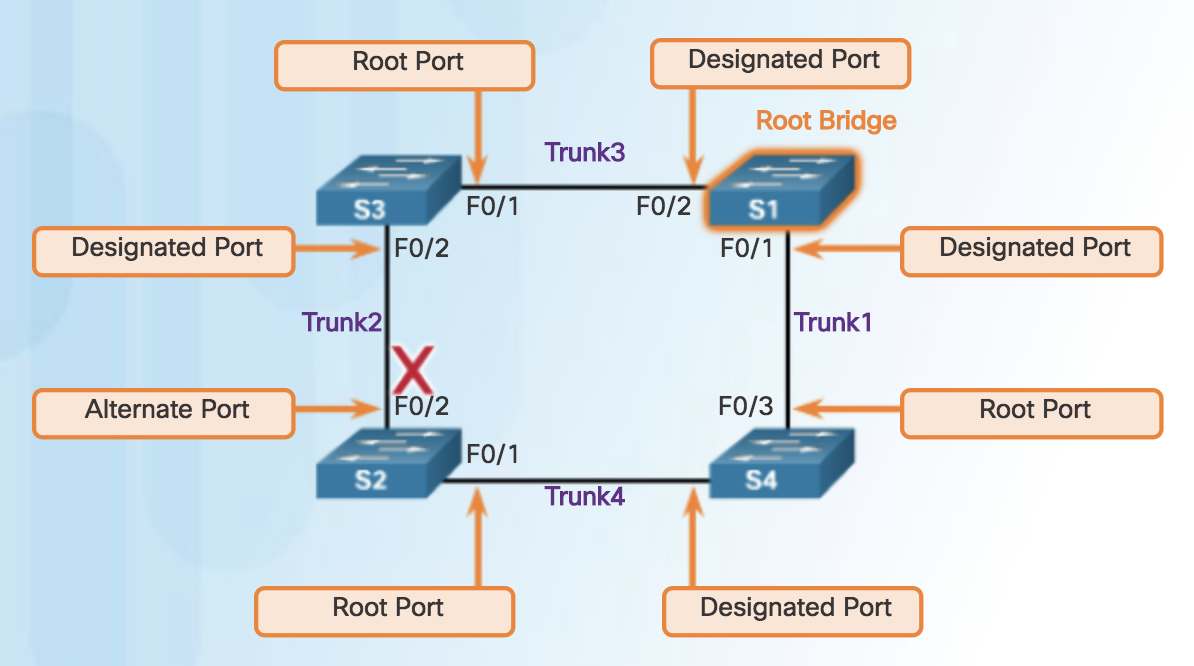 Root Port
Designated Port
Root Bridge
Trunk3
S3
F0/1
F0/2
S1
Designated Port
F0/2
F0/1
Designated Port
Trunk2
Trunk1
X
Alternate Port
F0/2
F0/3
Root Port
F0/1
S2
S4
Trunk4
Root Port
Designated Port